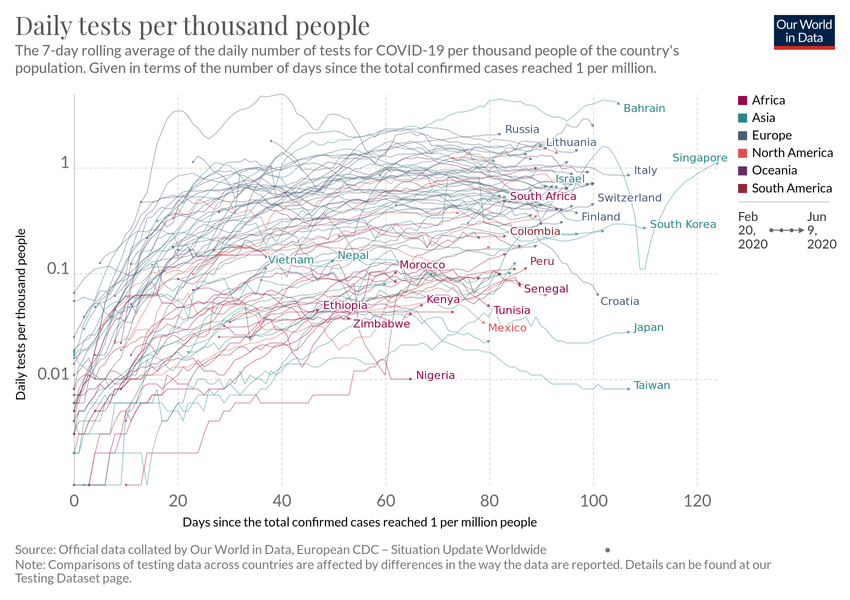 Daily tests per thousand people
The 7-day rolling average of the daily number of tests for COVID-19 per thousand people of the country's
population. Given in terms of the number of days since the total confirmed cases reached 1 per million.
Our World
in Data
Daily tests per thousand people
1
0.1
0.01
0
20
40
60
80
100
120
Days since the total confirmed cases reached 1 per million people
Bahrain
Russia
Lithuania
Singapore
Italy
Israel
South Africa
Switzerland
Finland
South Korea
Colombia
Vietnam
Nepal
Morocco
Peru
Senegal
Croatia
Ethiopia
Kenya
Tunisia
Zimbabwe
Mexico
Japan
Nigeria
Taiwan
Africa
Asia
Europe
North America
Oceania
South America
Feb
20,
2020
Jun
9,
2020
Source: Official data collated by Our World in Data, European CDC – Situation Update Worldwide
Note: Comparisons of testing data across countries are affected by differences in the way the data are reported. Details can be found at our
Testing Dataset page.